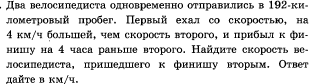 . Два велосипедиста одновременно отправились в 192-ки-
лометровый пробег. Первый ехал со скоростью, на
4 км/ч большей, чем скорость второго, и прибыл к фи-
нишу на 4 часа раньше второго. Найдите скорость ве-
лосипедиста, пришедшего к финишу вторым. Ответ
дайте в км/ч.